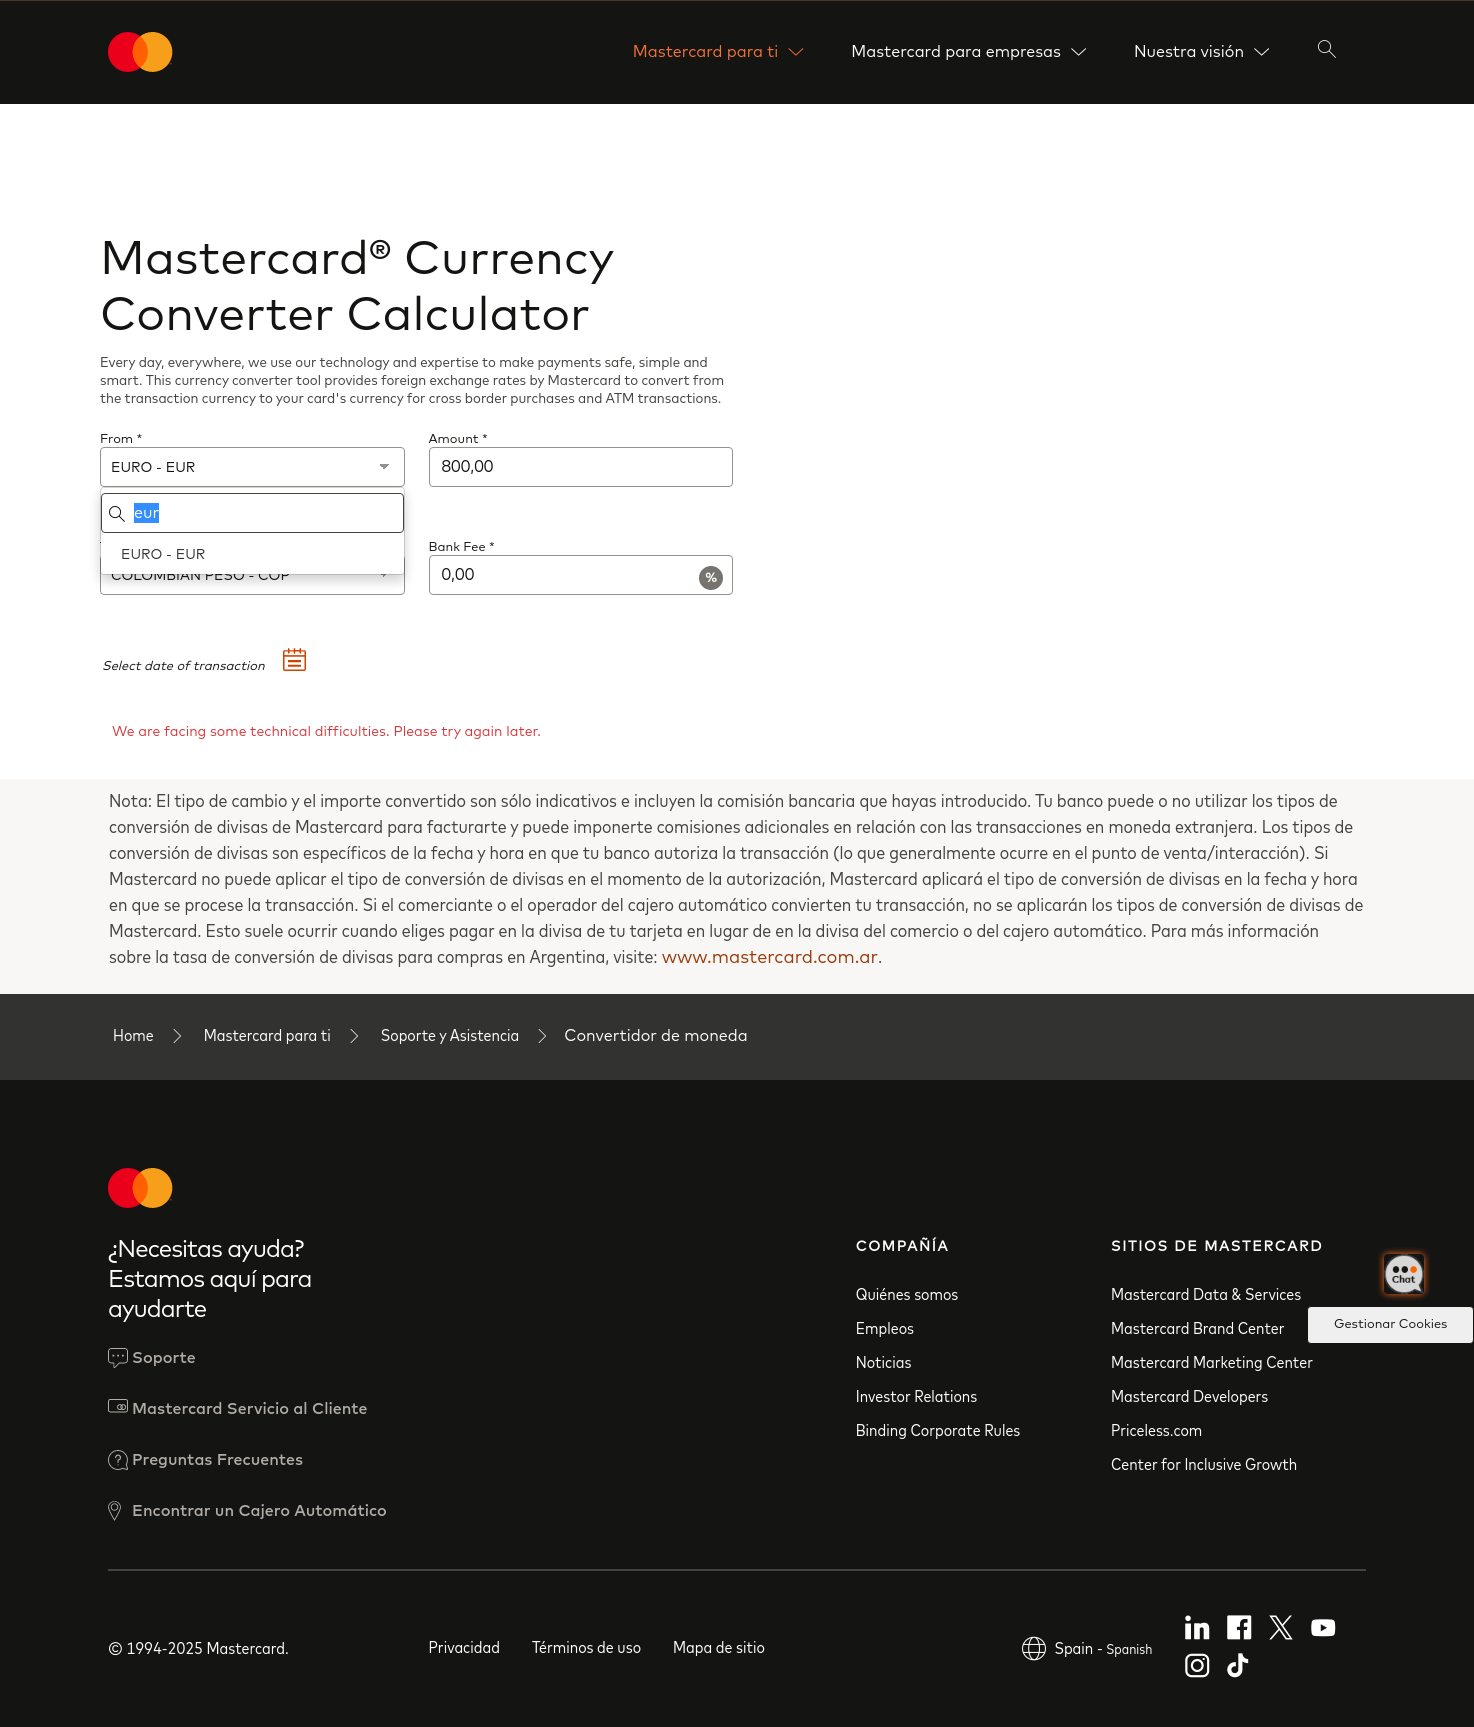 Mastercard para ti
Mastercard para empresas
Nuestra visión
Mastercard® Currency
Converter Calculator
Every day, everywhere, we use our technology and expertise to make payments safe, simple and
smart. This currency converter tool provides foreign exchange rates by Mastercard to convert from
the transaction currency to your card's currency for cross border purchases and ATM transactions.
From *
Amount *
EURO - EUR
800,00
eur
EURO - EUR
Bank Fee *
COLOMBIAN PESO - COP
0,00
%
Select date of transaction
We are facing some technical difficulties. Please try again later.
Nota: El tipo de cambio y el importe convertido son sólo indicativos e incluyen la comisión bancaria que hayas introducido. Tu banco puede o no utilizar los tipos de
conversión de divisas de Mastercard para facturarte y puede imponerte comisiones adicionales en relación con las transacciones en moneda extranjera. Los tipos de
conversión de divisas son específicos de la fecha y hora en que tu banco autoriza la transacción (lo que generalmente ocurre en el punto de venta/interacción). Si
Mastercard no puede aplicar el tipo de conversión de divisas en el momento de la autorización, Mastercard aplicará el tipo de conversión de divisas en la fecha y hora
en que se procese la transacción. Si el comerciante o el operador del cajero automático convierten tu transacción, no se aplicarán los tipos de conversión de divisas de
Mastercard. Esto suele ocurrir cuando eliges pagar en la divisa de tu tarjeta en lugar de en la divisa del comercio o del cajero automático. Para más información
sobre la tasa de conversión de divisas para compras en Argentina, visite: www.mastercard.com.ar.
Home
Mastercard para ti
Soporte y Asistencia
Convertidor de moneda
¿Necesitas ayuda?
Estamos aquí para
ayudarte
Soporte
Mastercard Servicio al Cliente
Preguntas Frecuentes
Encontrar un Cajero Automático
COMPAÑÍA
Quiénes somos
Empleos
Noticias
Investor Relations
Binding Corporate Rules
SITIOS DE MASTERCARD
Mastercard Data & Services
Mastercard Brand Center
Mastercard Marketing Center
Mastercard Developers
Priceless.com
Center for Inclusive Growth
Chat
Gestionar Cookies
© 1994-2025 Mastercard.
Privacidad
Términos de uso
Mapa de sitio
Spain - Spanish